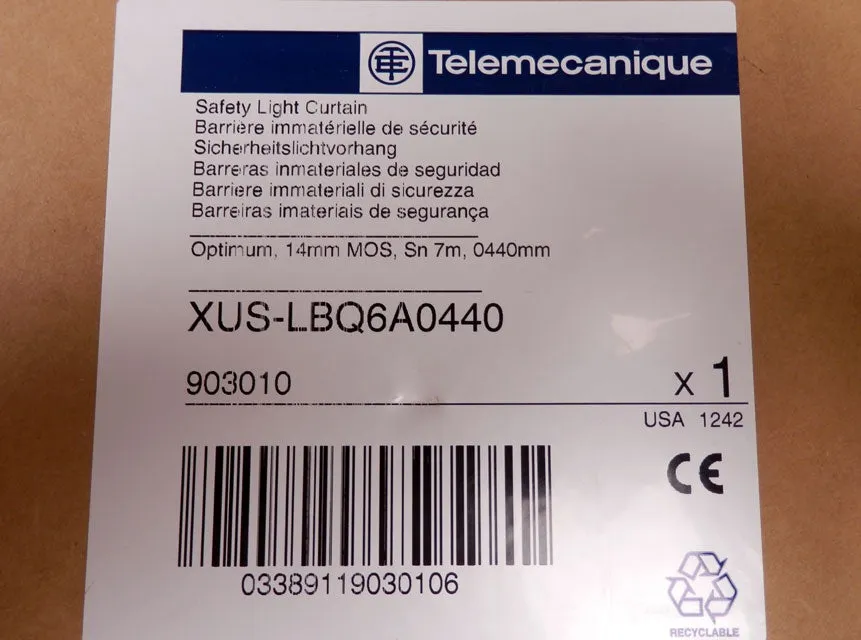 Telemecanique
Safety Light Curtain
Barrière immatérielle de sécurité
Sicherheitslichtvorhang
Barreras inmateriales de seguridad
Barriere immateriali di sicurezza
Barreiras imateriais de segurança
Optimum, 14mm MOS, Sn 7m, 0440mm
XUS-LBQ6A0440
903010 x 1
USA 1242
CE
03389119030106
RECYCLABLE